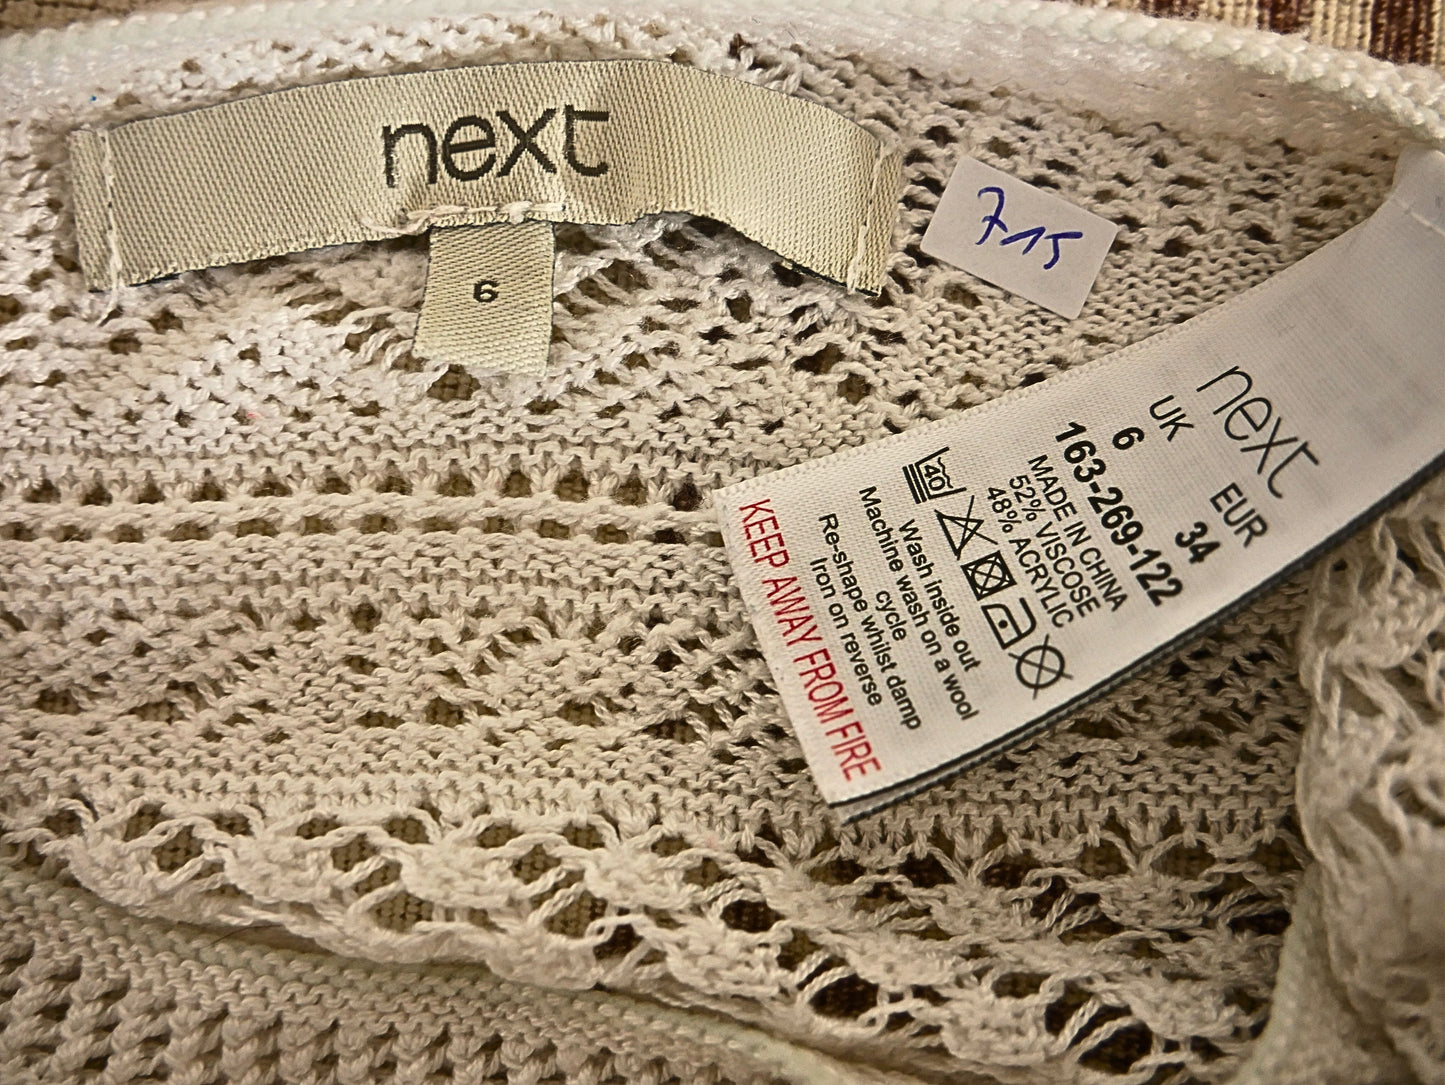 next
6
7,15
next
UK EUR
6 34
163-269-122
MADE IN CHINA
52% VISCOSE
48% ACRYLIC
40
Wash inside out
Machine wash on a wool
cycle
Re-shape whilst damp
Iron on reverse
KEEP AWAY FROM FIRE